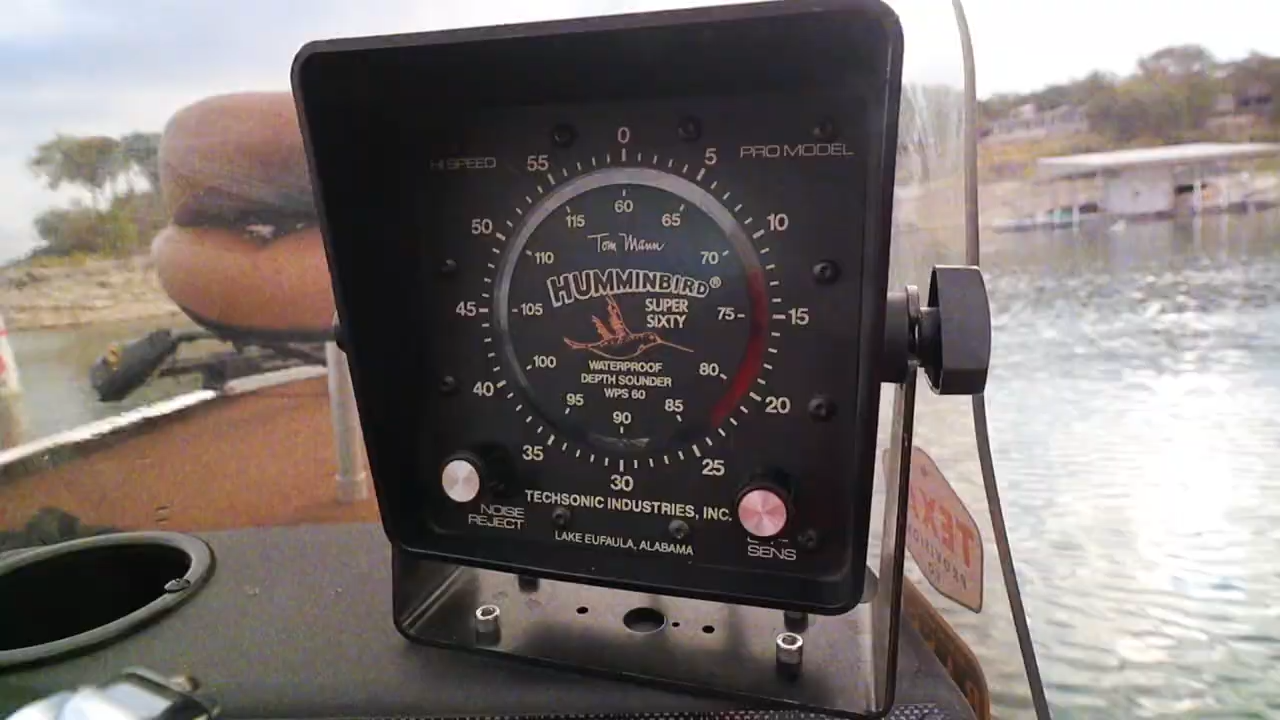 HI SPEED
PRO MODEL
0
5
10
15
20
25
30
35
40
45
50
55
60
65
70
75
80
85
90
95
100
105
110
115
Tom Mann
HUMMINBIRD®
SUPER
SIXTY
WATERPROOF
DEPTH SOUNDER
WPS 60
TECHSONIC INDUSTRIES, INC.
LAKE EUFAULA, ALABAMA
NOISE
REJECT
SENS